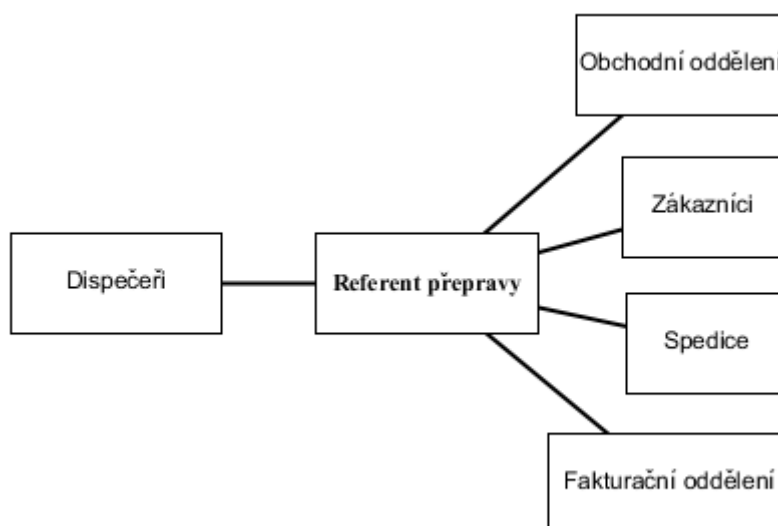 Obchodní oddělení
Zákazníci
Dispečeři
Referent přepravy
Spedice
Fakturační oddělení